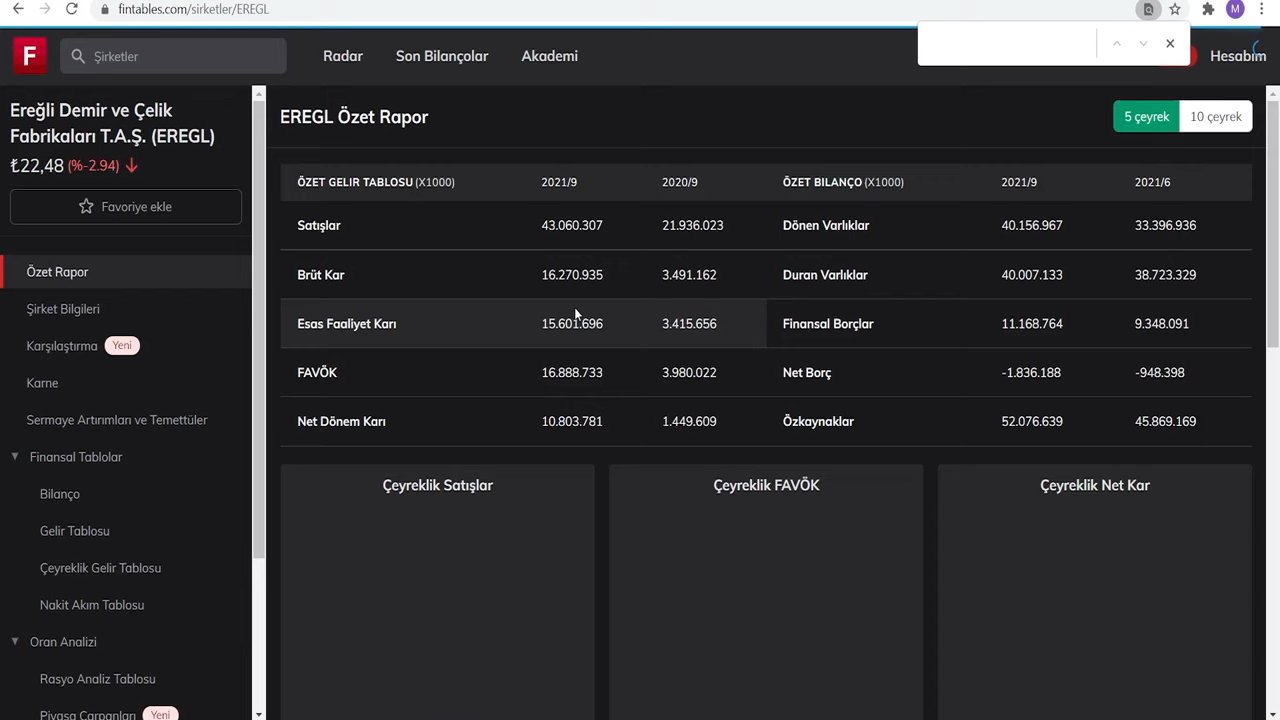 fintables.com/sirketler/EREGL
M
F
Şirketler
Radar
Son Bilançolar
Akademi
Hesabım
Ereğli Demir ve Çelik
Fabrikaları T.A.Ş. (EREGL)
₺22,48 (%-2.94)
Favoriye ekle
Özet Rapor
Şirket Bilgileri
Karşılaştırma Yeni
Karne
Sermaye Artırımları ve Temettüler
Finansal Tablolar
Bilanço
Gelir Tablosu
Çeyreklik Gelir Tablosu
Nakit Akım Tablosu
Oran Analizi
Rasyo Analiz Tablosu
Piyasa Çarpanları Yeni
EREGL Özet Rapor
5 çeyrek 10 çeyrek
ÖZET GELIR TABLOSU (X1000) 2021/9 2020/9 ÖZET BILANÇO (X1000) 2021/9 2021/6
Satışlar 43.060.307 21.936.023 Dönen Varlıklar 40.156.967 33.396.936
Brüt Kar 16.270.935 3.491.162 Duran Varlıklar 40.007.133 38.723.329
Esas Faaliyet Karı 15.601.696 3.415.656 Finansal Borçlar 11.168.764 9.348.091
FAVÖK 16.888.733 3.980.022 Net Borç -1.836.188 -948.398
Net Dönem Karı 10.803.781 1.449.609 Özkaynaklar 52.076.639 45.869.169
Çeyreklik Satışlar
Çeyreklik FAVÖK
Çeyreklik Net Kar